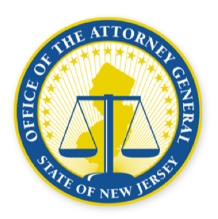 OFFICE OF THE ATTORNEY GENERAL
STATE OF NEW JERSEY